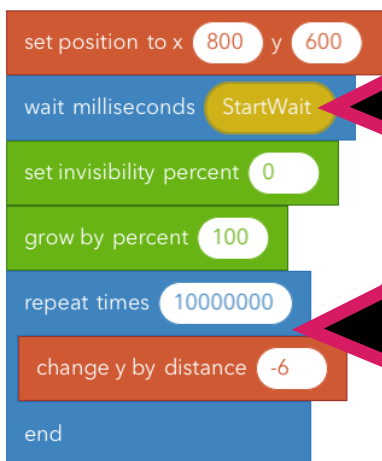 set position to x 800 y 600
wait milliseconds StartWait
set invisibility percent 0
grow by percent 100
repeat times 10000000
change y by distance -6
end